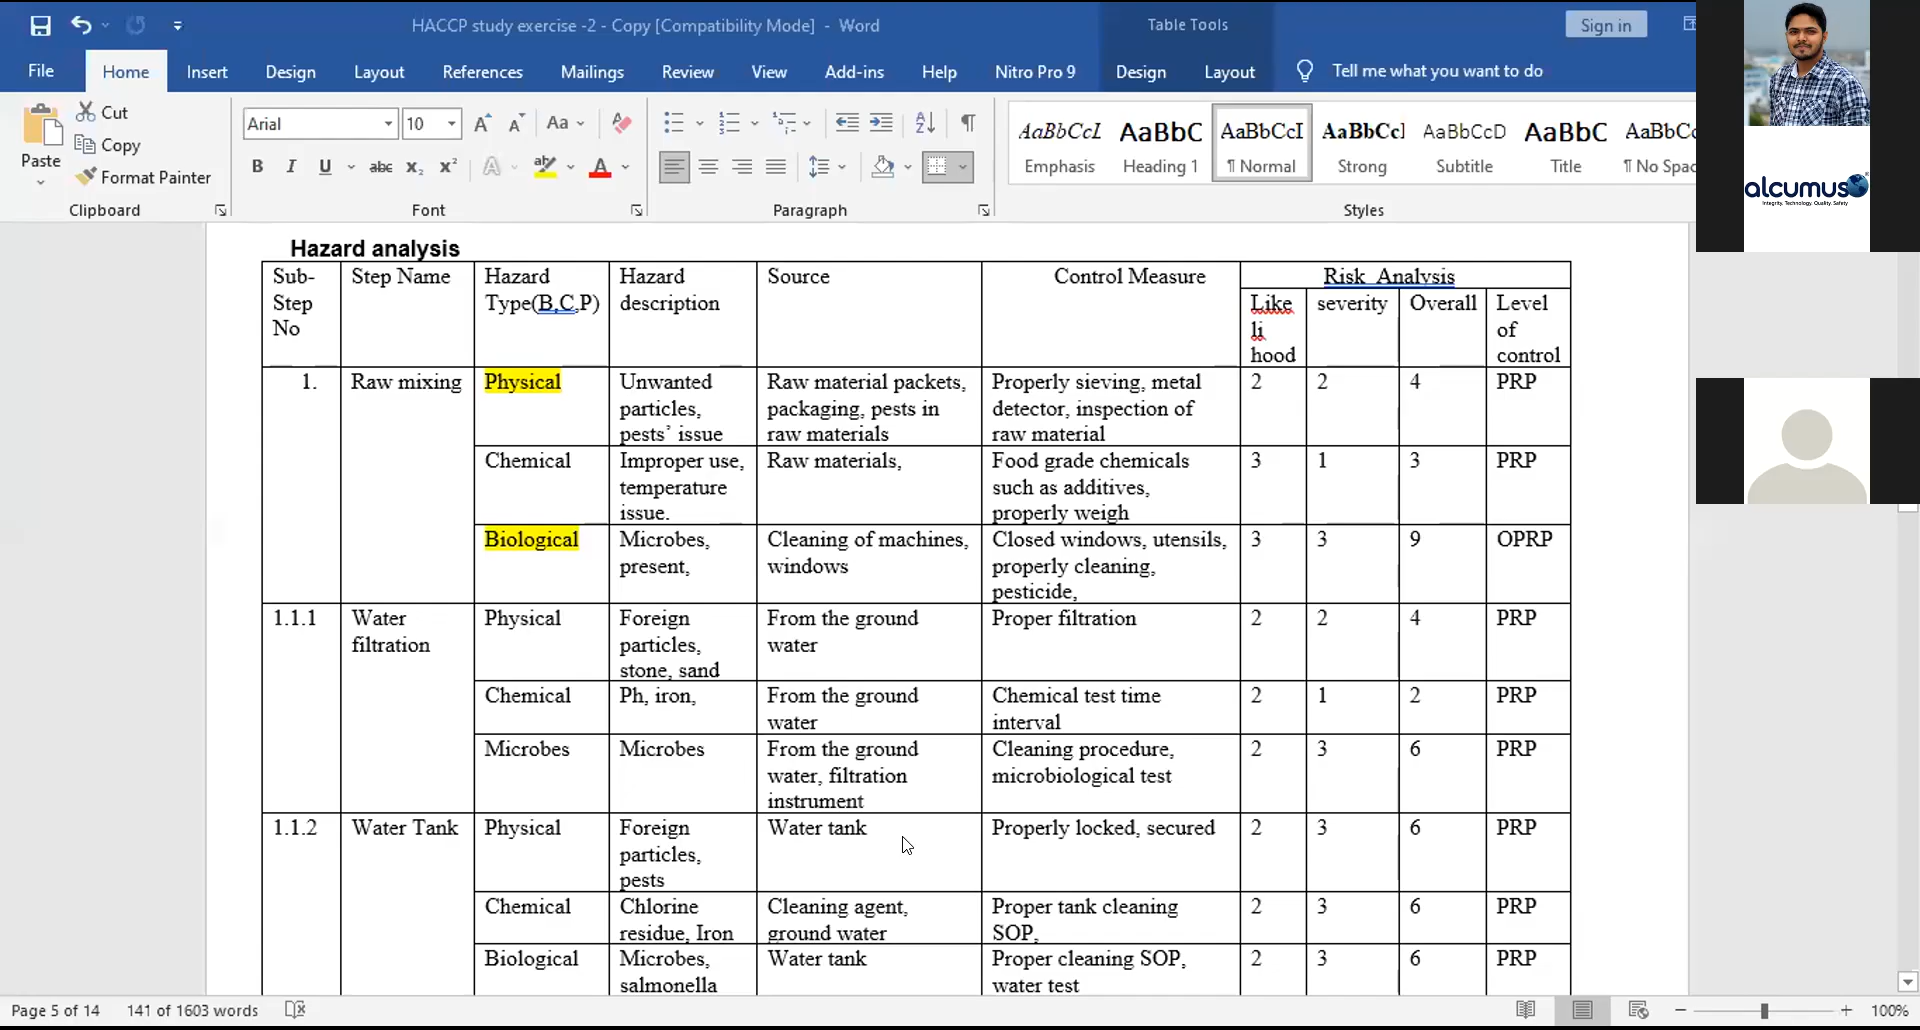 HACCP study exercise -2 - Copy [Compatibility Mode] - Word
Table Tools
Sign in
File Home Insert Design Layout References Mailings Review View Add-ins Help Nitro Pro 9 Design Layout Tell me what you want to do
Paste
Cut
Copy
Format Painter
Clipboard
Arial 10
Aa
B I U abc x₂ x² A A
Font
Paragraph
AaBbCcI AaBbC AaBbCcI AaBbCcI AaBbCcD AaBbC AaBbCc
Emphasis Heading 1 ¶ Normal Strong Subtitle Title ¶ No Spac
Styles
alcumus
Integrity. Technology. Quality. Safety
Hazard analysis
Sub-
Step
No
Step Name
Hazard
Type(B,C,P)
Hazard
description
Source
Control Measure
Risk Analysis
Like
li
hood
severity
Overall
Level
of
control
1.
Raw mixing
Physical
Unwanted
particles,
pests’ issue
Raw material packets,
packaging, pests in
raw materials
Properly sieving, metal
detector, inspection of
raw material
2
2
4
PRP
Chemical
Improper use,
temperature
issue.
Raw materials,
Food grade chemicals
such as additives,
properly weigh
3
1
3
PRP
Biological
Microbes,
present,
Cleaning of machines,
windows
Closed windows, utensils,
properly cleaning,
pesticide,
3
3
9
OPRP
1.1.1
Water
filtration
Physical
Foreign
particles,
stone, sand
From the ground
water
Proper filtration
2
2
4
PRP
Chemical
Ph, iron,
From the ground
water
Chemical test time
interval
2
1
2
PRP
Microbes
Microbes
From the ground
water, filtration
instrument
Cleaning procedure,
microbiological test
2
3
6
PRP
1.1.2
Water Tank
Physical
Foreign
particles,
pests
Water tank
Properly locked, secured
2
3
6
PRP
Chemical
Chlorine
residue, Iron
Cleaning agent,
ground water
Proper tank cleaning
SOP,
2
3
6
PRP
Biological
Microbes,
salmonella
Water tank
Proper cleaning SOP,
water test
2
3
6
PRP
Page 5 of 14 141 of 1603 words 100%